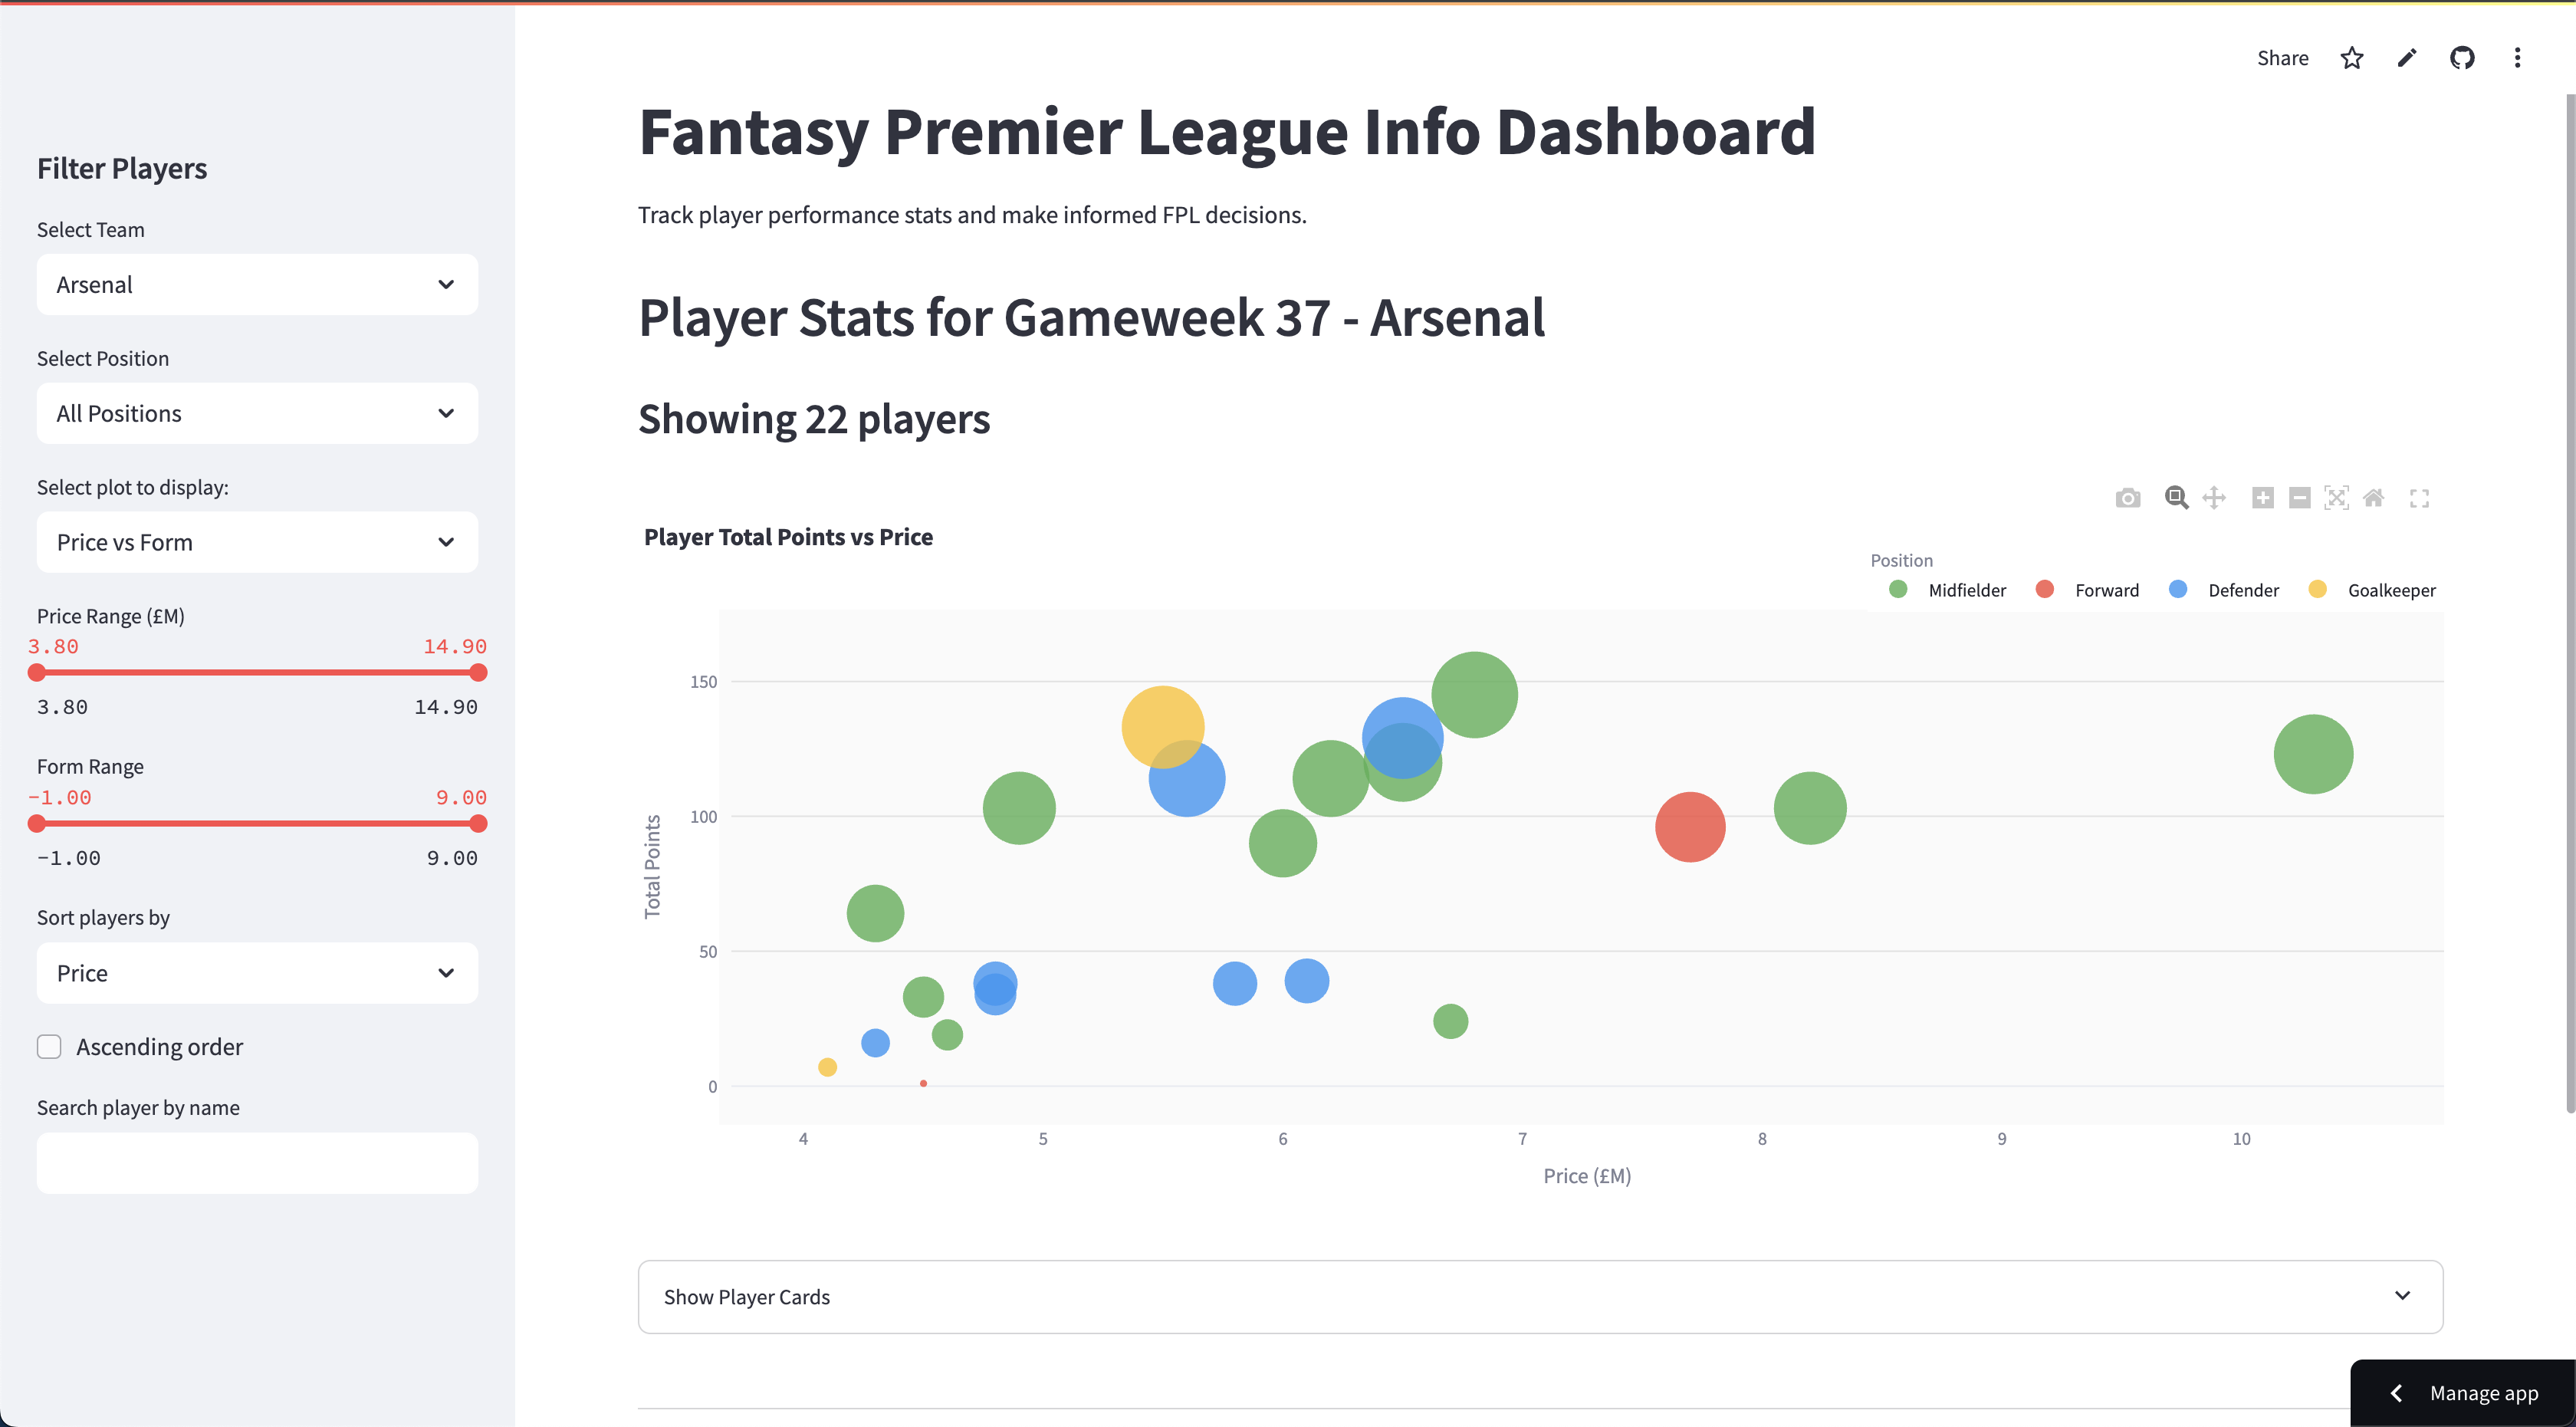 Share
Filter Players
Select Team
Arsenal
Select Position
All Positions
Select plot to display:
Price vs Form
Price Range (£M)
3.80 14.90
3.80 14.90
Form Range
−1.00 9.00
−1.00 9.00
Sort players by
Price
Ascending order
Search player by name
Fantasy Premier League Info Dashboard
Track player performance stats and make informed FPL decisions.
Player Stats for Gameweek 37 - Arsenal
Showing 22 players
Player Total Points vs Price
Position
Midfielder Forward Defender Goalkeeper
Total Points
150
100
50
0
4 5 6 7 8 9 10
Price (£M)
Show Player Cards
Manage app